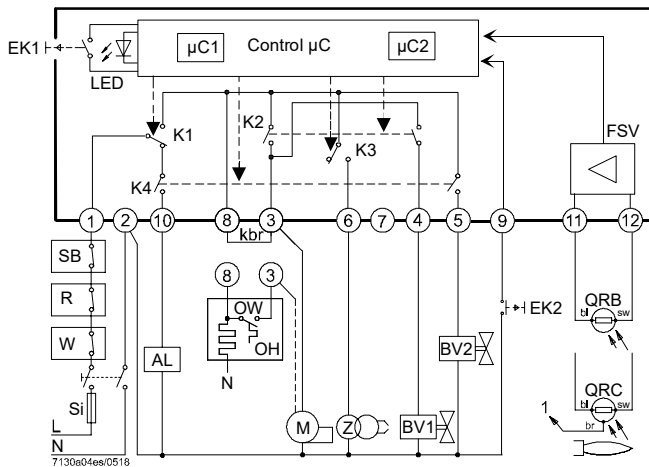 EK1
LED
µC1 Control µC µC2
FSV
K1 K2 K3
K4
1 2 10 8 3 6 7 4 5 9 11 12
kbr
SB
R
W
Si
L
N
8 3
OW
OH
N
AL
M
Z
BV1
BV2
EK2
QRB
bl sw
QRC
bl sw
br
1
7130a04es/0518